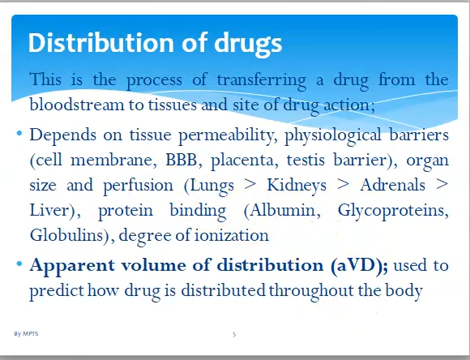 Distribution of drugs
This is the process of transferring a drug from the
bloodstream to tissues and site of drug action;
• Depends on tissue permeability, physiological barriers
(cell membrane, BBB, placenta, testis barrier), organ
size and perfusion (Lungs > Kidneys > Adrenals >
Liver), protein binding (Albumin, Glycoproteins,
Globulins), degree of ionization
• Apparent volume of distribution (aVD); used to
predict how drug is distributed throughout the body
By MPTS
5